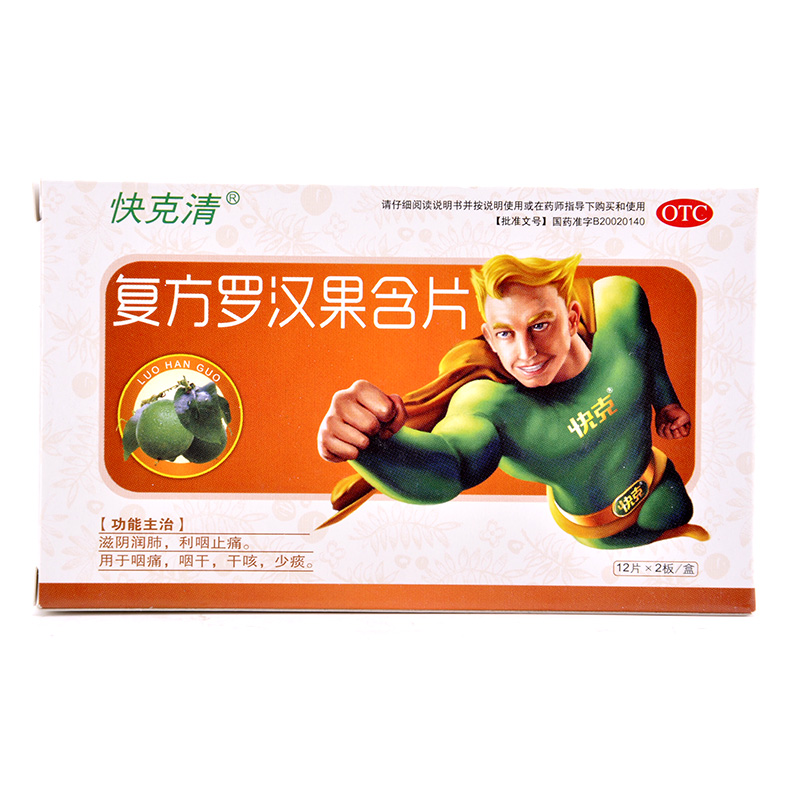 快克清®
请仔细阅读说明书并按说明使用或在药师指导下购买和使用
【批准文号】国药准字B20020140
OTC
复方罗汉果含片
LUO HAN GUO
快克®
快克
【功能主治】
滋阴润肺，利咽止痛。
用于咽痛，咽干，干咳，少痰。
12片×2板/盒